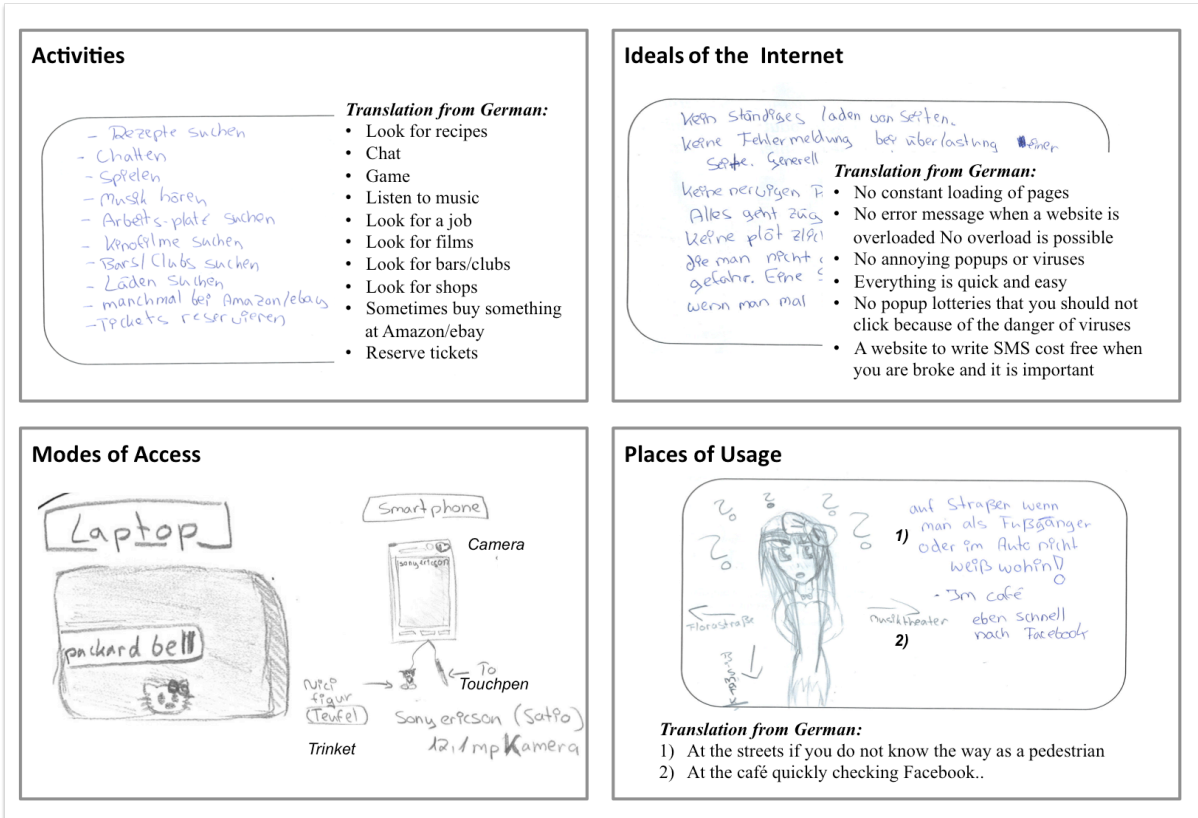 Activities
- Rezepte suchen
- Chatten
- Spielen
- Musik hören
- Arbeits-platz suchen
- Kinofilme suchen
- Bars/Clubs suchen
- Läden suchen
- manchmal bei Amazon/ebay
- Tickets reservieren
Translation from German:
• Look for recipes
• Chat
• Game
• Listen to music
• Look for a job
• Look for films
• Look for bars/clubs
• Look for shops
• Sometimes buy something
at Amazon/ebay
• Reserve tickets
Ideals of the Internet
Kein ständiges laden von Seiten.
Keine Fehlermeldung bei überlastung einer
Seite. Generell
Keine nervigen P
Alles geht züg
Keine plötzlich
die man nicht
gefahr. Eine S
wenn man mal
Translation from German:
• No constant loading of pages
• No error message when a website is
overloaded No overload is possible
• No annoying popups or viruses
• Everything is quick and easy
• No popup lotteries that you should not
click because of the danger of viruses
• A website to write SMS cost free when
you are broke and it is important
Modes of Access
Laptop
packard bell
Smartphone
Camera
sonyericson
To
Touchpen
Nici
figur
(Teufel)
Trinket
Sonyericson (Satio)
12,1mp Kamera
Places of Usage
? ? ? ? ? ?
1) auf Straßen wenn
man als Fußgänger
oder im Auto nicht
weiß wohin!
- Im café
2) eben schnell
nach Facebook
Florastraße
Musiktheater
Translation from German:
1) At the streets if you do not know the way as a pedestrian
2) At the café quickly checking Facebook..